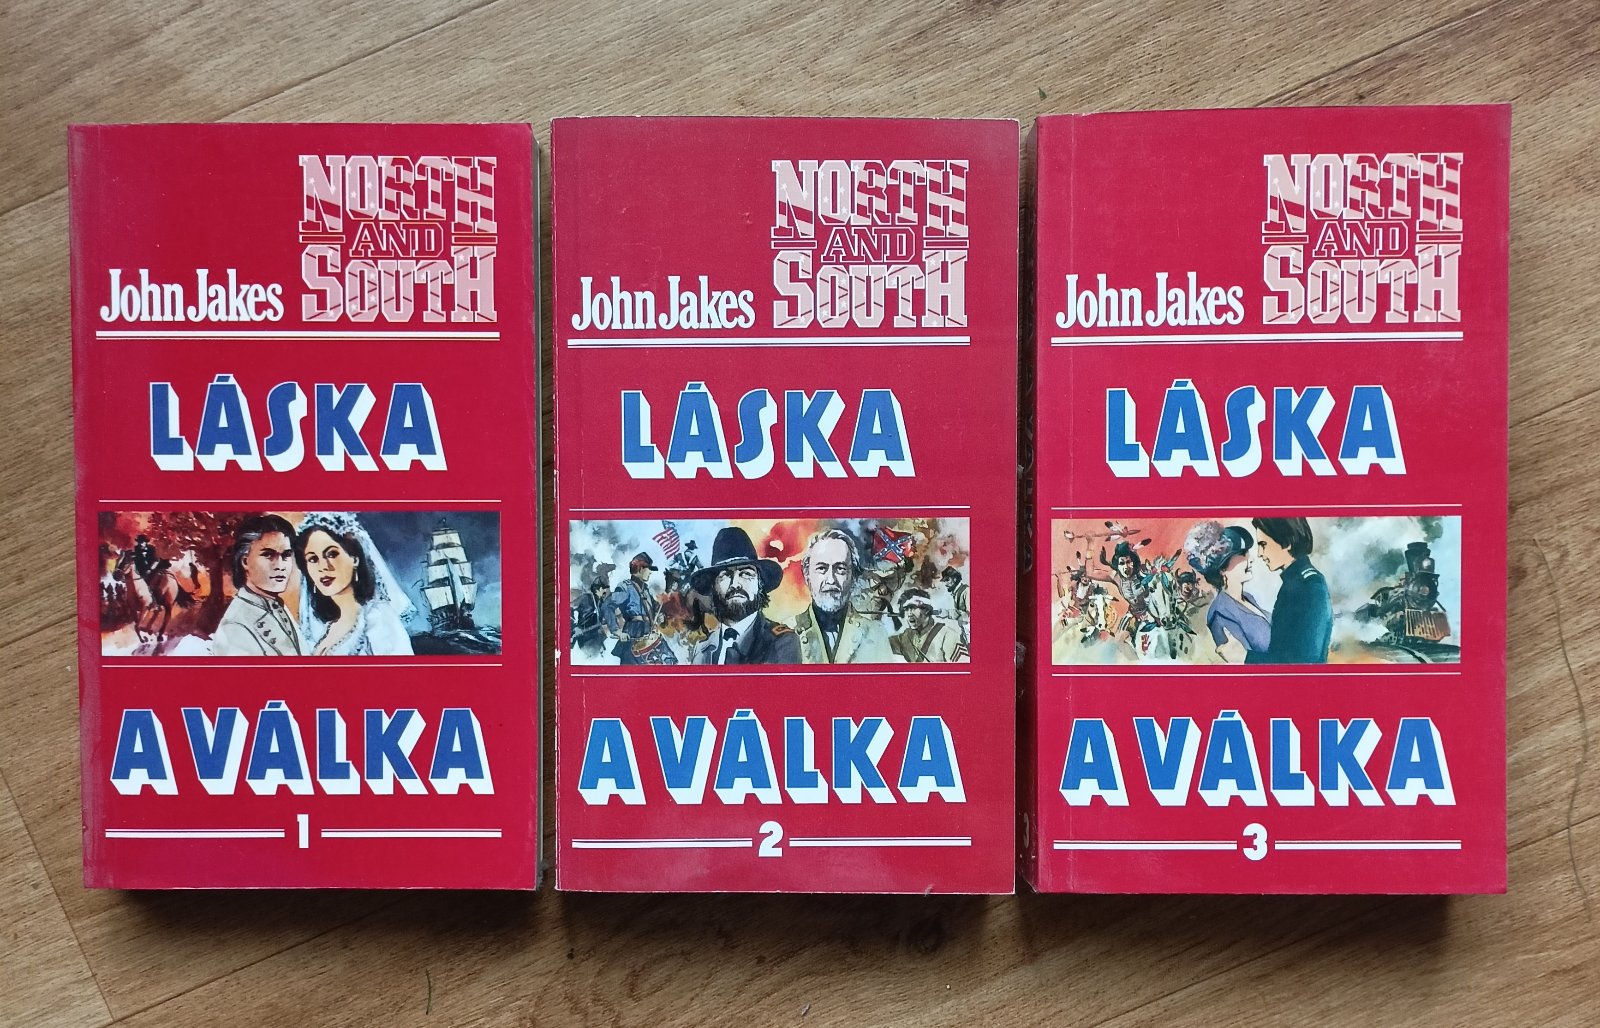 NORTH
AND
SOUTH
John Jakes
LÁSKA
A VÁLKA
1
NORTH
AND
SOUTH
John Jakes
LÁSKA
A VÁLKA
2
NORTH
AND
SOUTH
John Jakes
LÁSKA
A VÁLKA
3